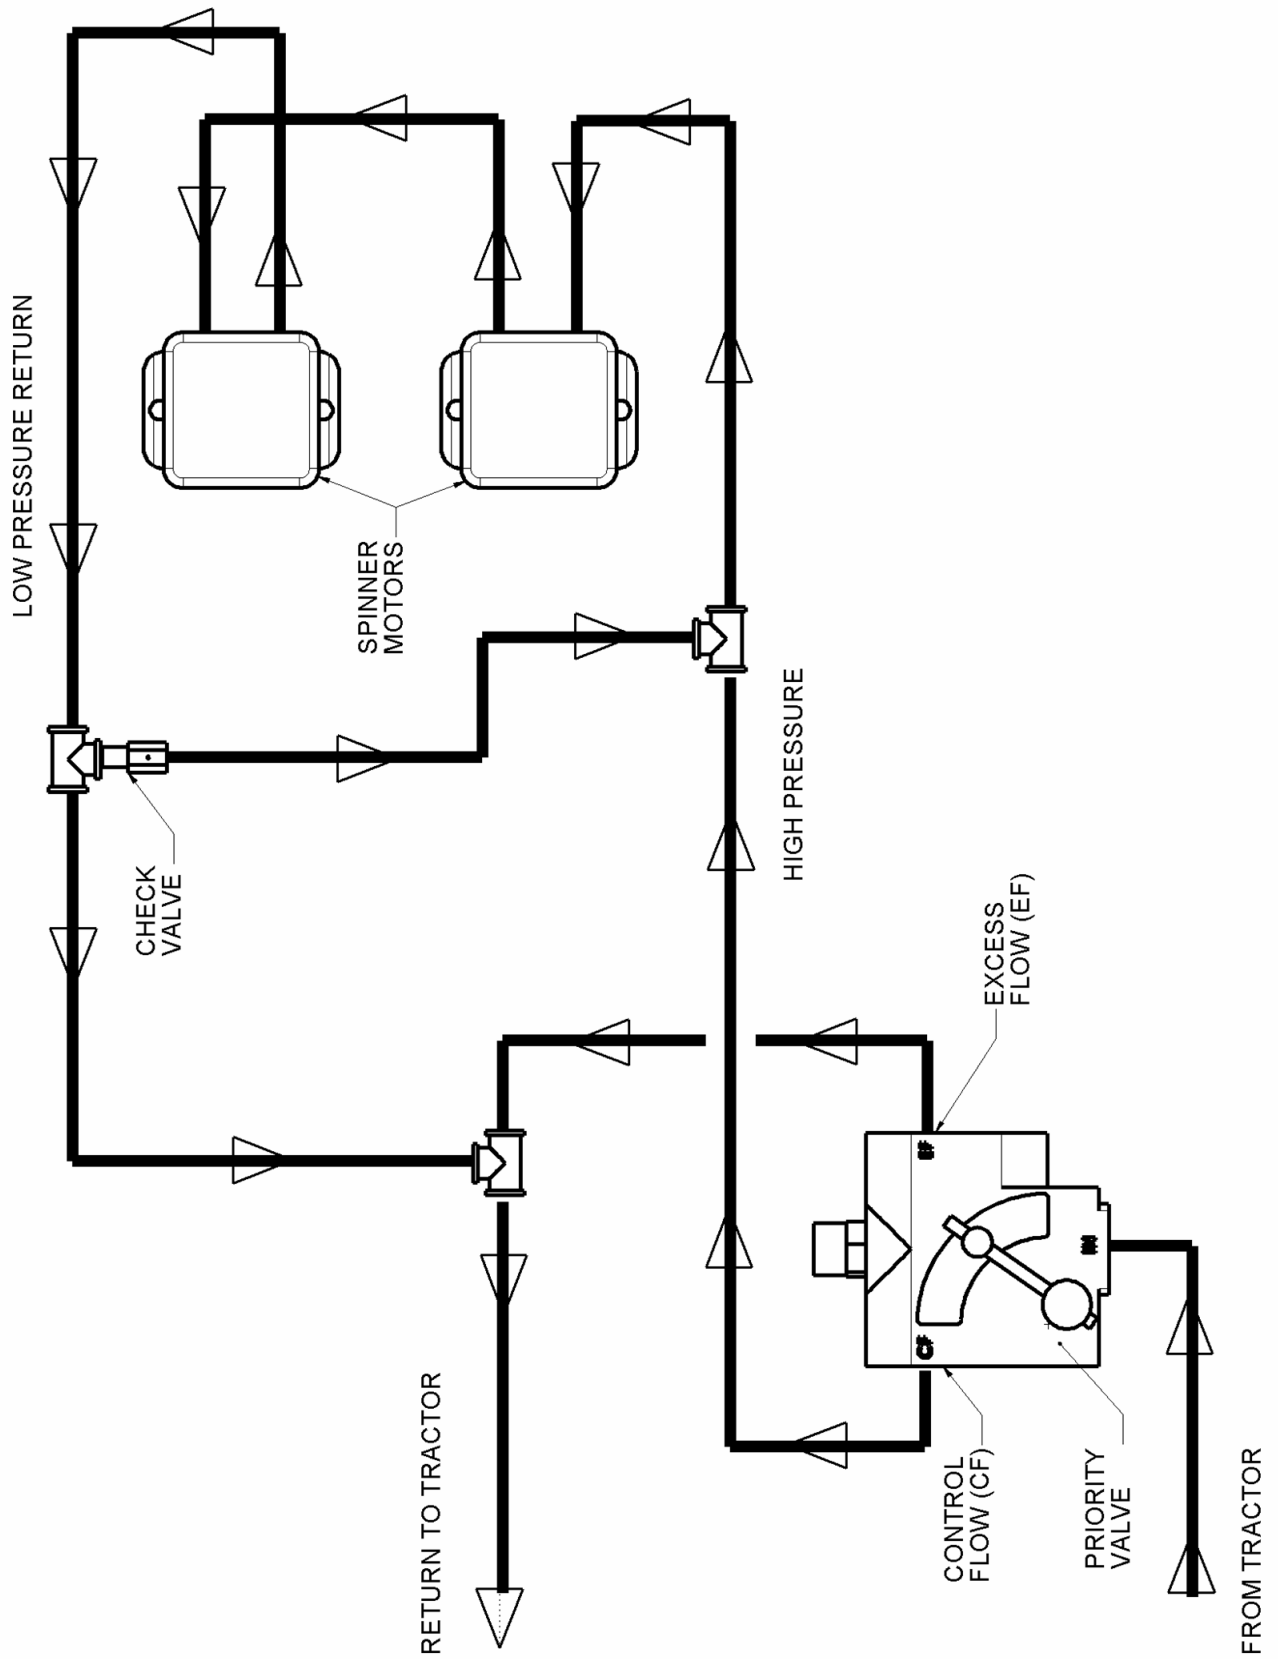 LOW PRESSURE RETURN
SPINNER
MOTORS
CHECK
VALVE
HIGH PRESSURE
EXCESS
FLOW (EF)
EF
IN
CF
RETURN TO TRACTOR
CONTROL
FLOW (CF)
PRIORITY
VALVE
FROM TRACTOR